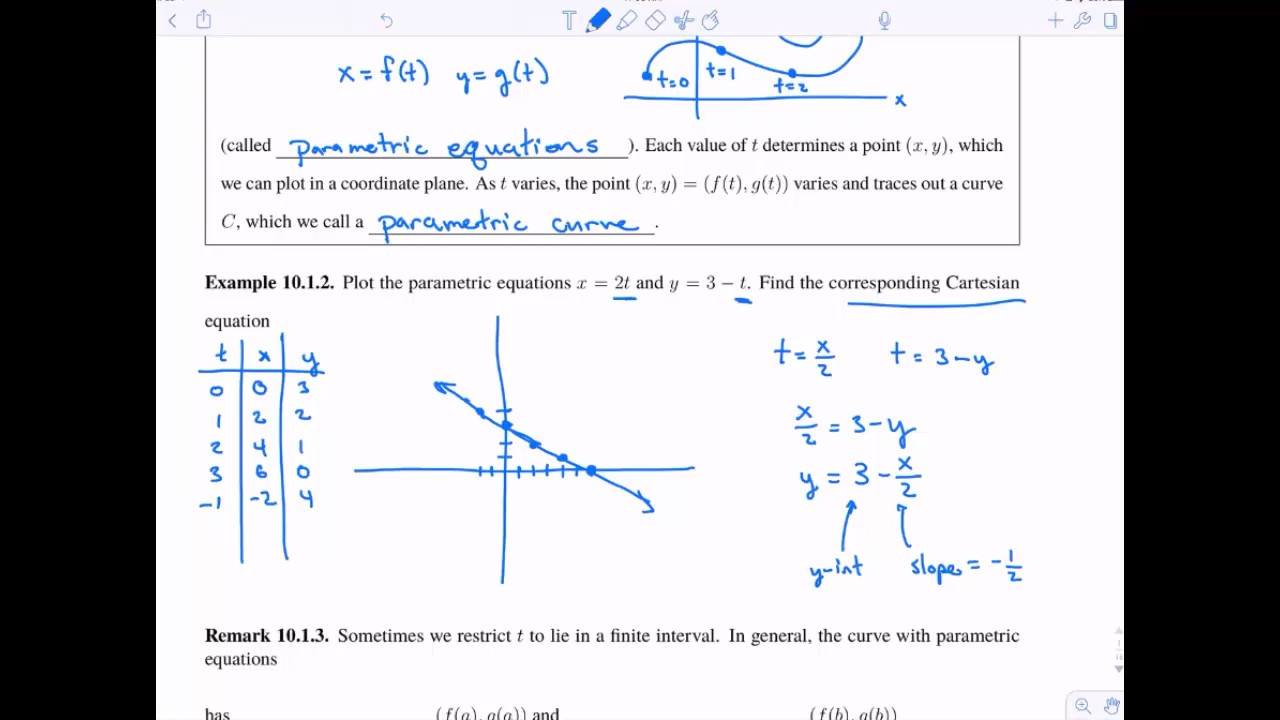 x = f(t) y = g(t)
t=0 t=1 t=2 x
(called parametric equations ). Each value of t determines a point (x, y), which
we can plot in a coordinate plane. As t varies, the point (x, y) = (f(t), g(t)) varies and traces out a curve
C, which we call a parametric curve .
Example 10.1.2. Plot the parametric equations x = 2t and y = 3 − t. Find the corresponding Cartesian
equation
t x y
0 0 3
1 2 2
2 4 1
3 6 0
-1 -2 4
t = x/2 t = 3 - y
x/2 = 3 - y
y = 3 - x/2
y-int slope = -1/2
Remark 10.1.3. Sometimes we restrict t to lie in a finite interval. In general, the curve with parametric
equations
has (f(a), g(a)) and (f(b), g(b))